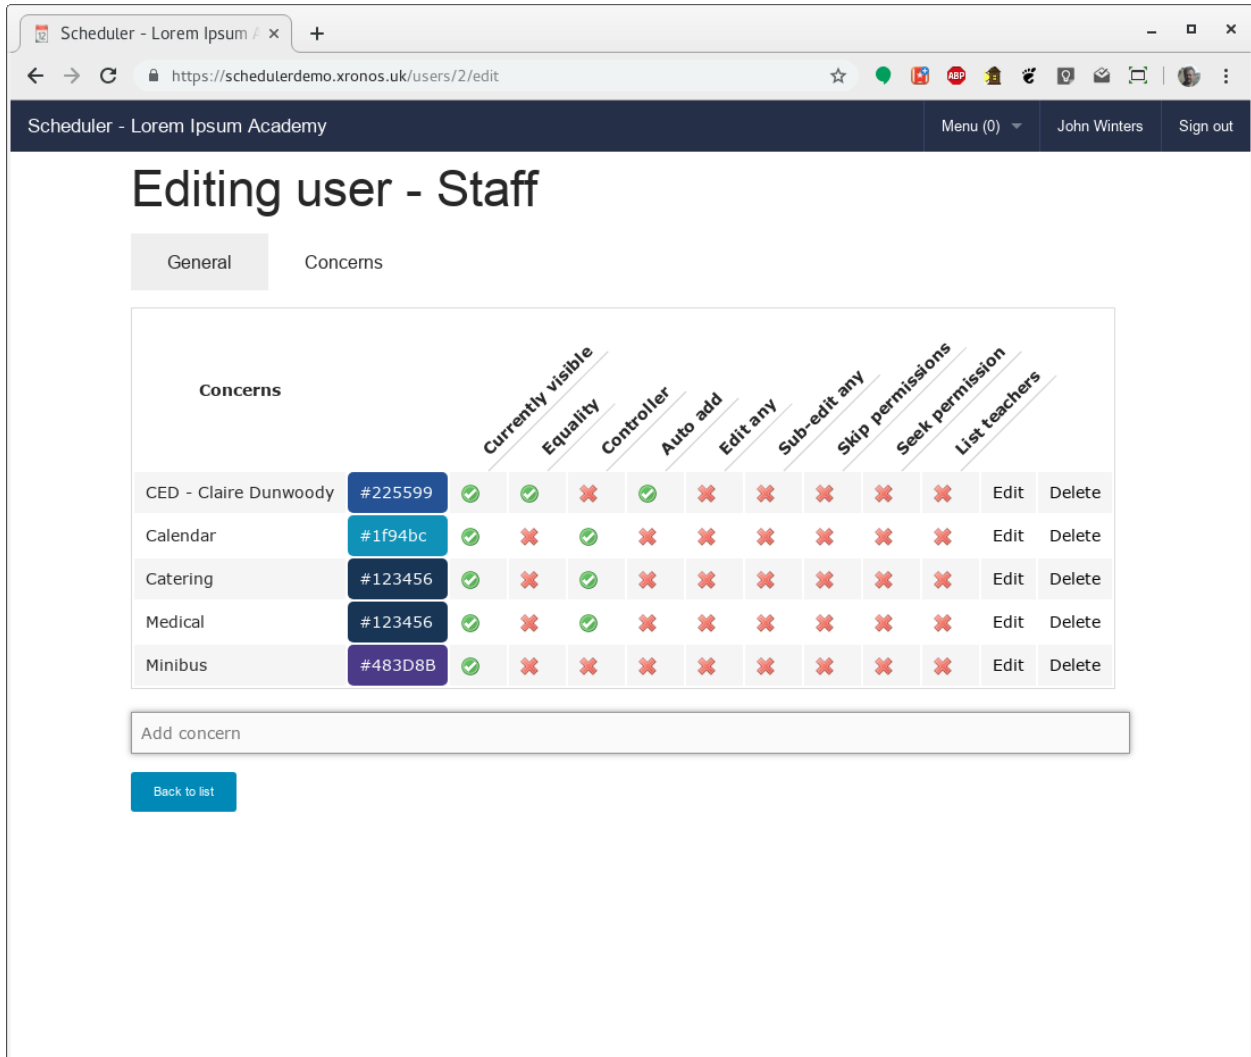 Scheduler - Lorem Ipsum A
https://schedulerdemo.xronos.uk/users/2/edit
ABP
Scheduler - Lorem Ipsum Academy Menu (0) John Winters Sign out
Editing user - Staff
General Concerns
Concerns Currently visible Equality Controller Auto add Edit any Sub-edit any Skip permissions Seek permission List teachers
CED - Claire Dunwoody #225599 Edit Delete
Calendar #1f94bc Edit Delete
Catering #123456 Edit Delete
Medical #123456 Edit Delete
Minibus #483D8B Edit Delete
Add concern
Back to list